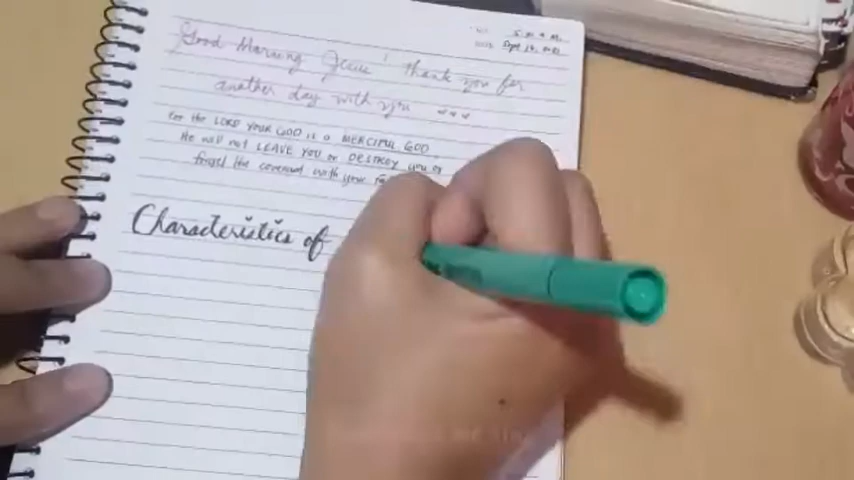 Good Morning Jesus! Thank you for
another day with you
For the LORD YOUR GOD IS a MERCIFUL GOD
He will not LEAVE YOU or DESTROY you or
forget the covenant with your
Characteristics of